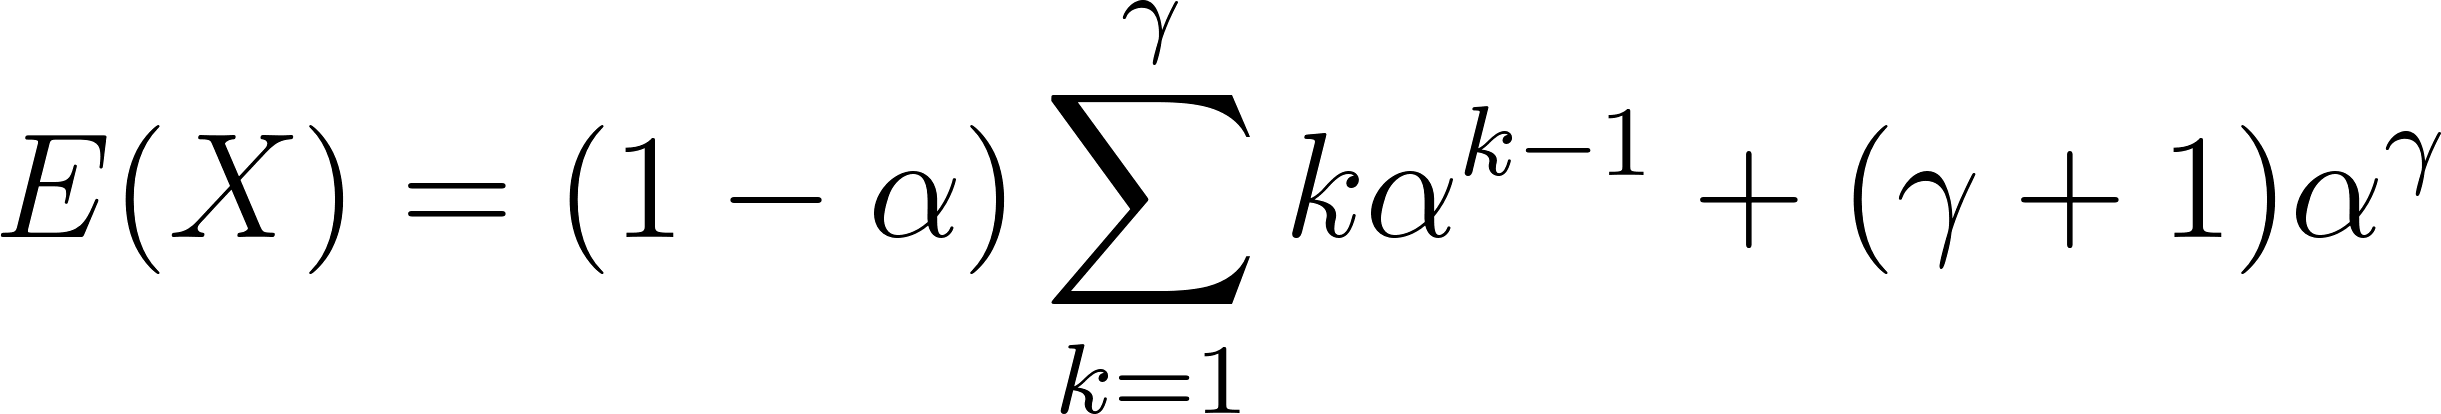 E(X) = (1 − α) ∑_{k=1}^{γ} kα^{k−1} + (γ + 1)α^γ